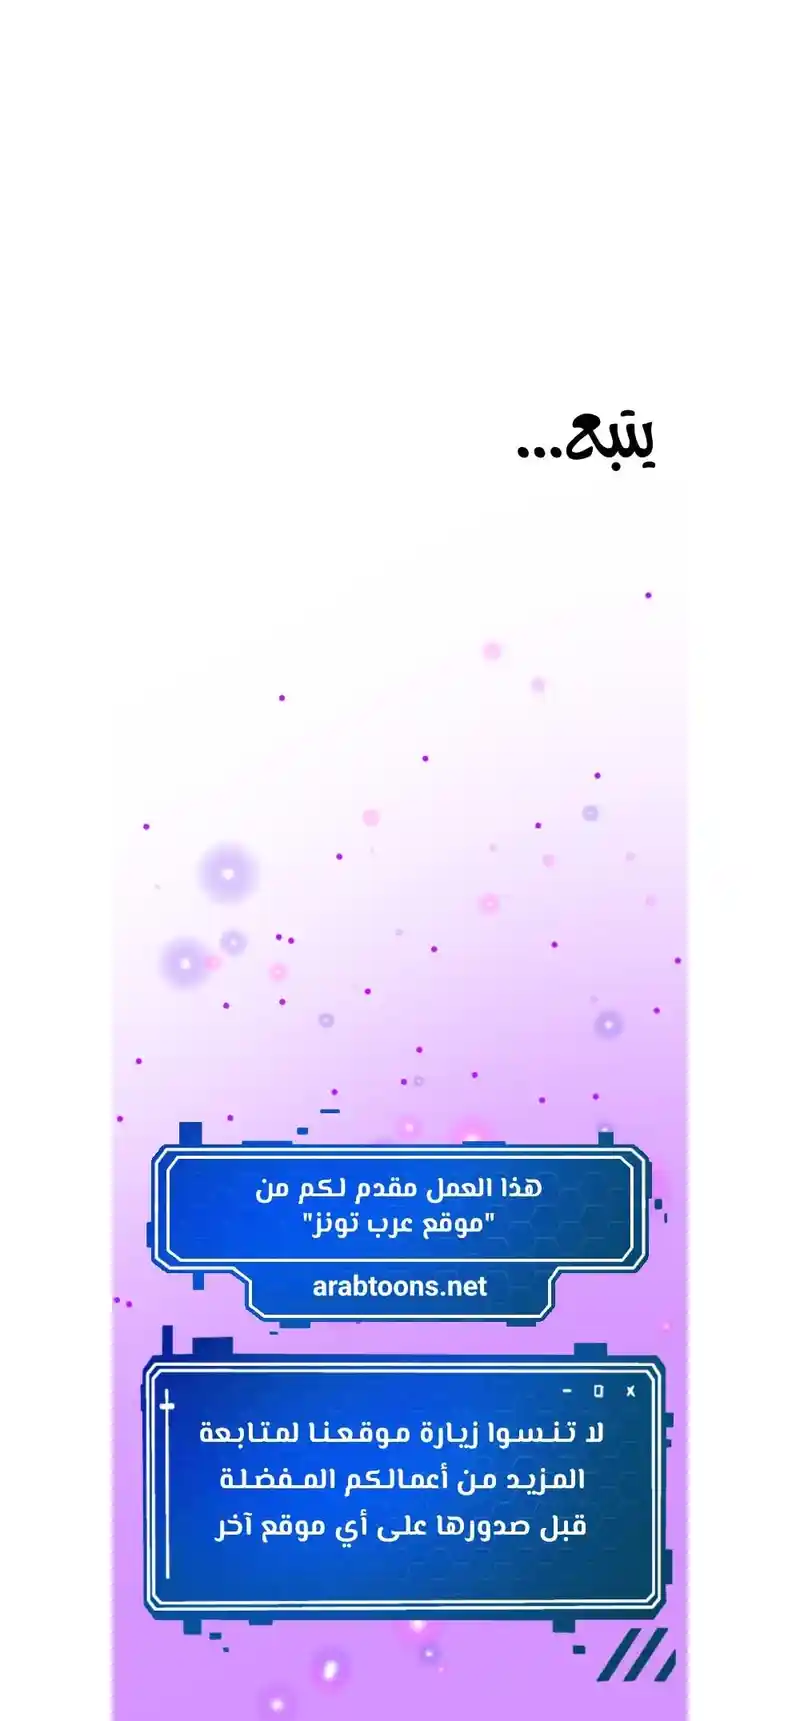 يتبع...
هذا العمل مقدم لكم من
"موقع عرب تونز"
arabtoons.net
لا تنسوا زيارة موقعنا لمتابعة
المزيد من أعمالكم المفضلة
قبل صدورها على أي موقع آخر